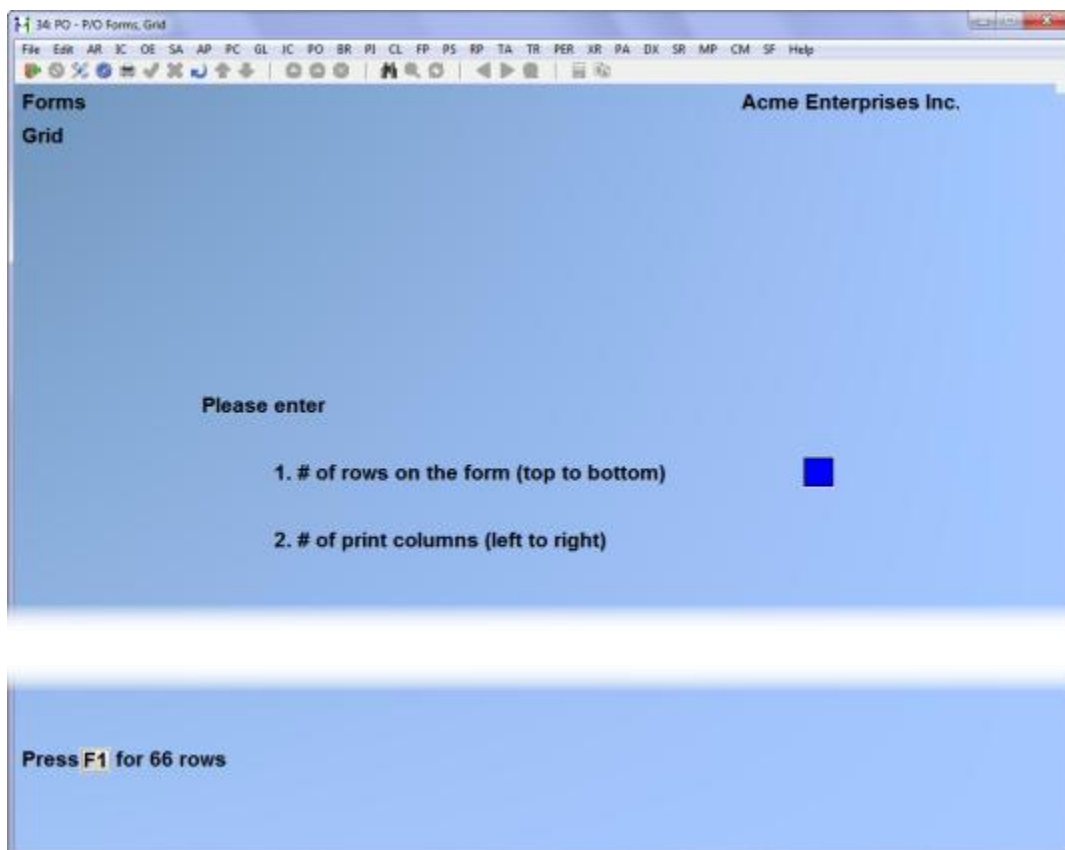 34: PO - P/O Forms, Grid
File Edit AR IC OE SA AP PC GL JC PO BR PJ CL FP PS RP TA TR PER XR PA DX SR MP CM SF Help
Forms
Acme Enterprises Inc.
Grid
Please enter
1. # of rows on the form (top to bottom)
2. # of print columns (left to right)
Press F1 for 66 rows